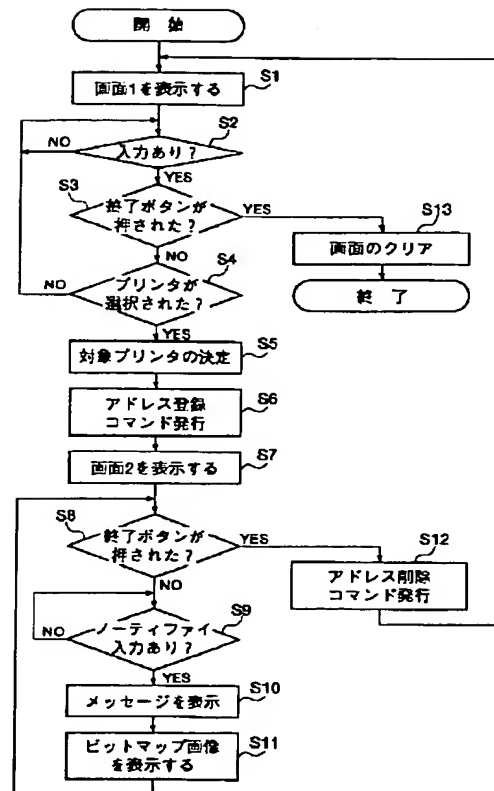 開 始
S1
画面1を表示する
S2
NO
入力あり？
YES
S3
終了ボタンが
押された？
YES
S13
画面のクリア
NO
終 了
S4
NO
プリンタが
選択された？
YES
S5
対象プリンタの決定
S6
アドレス登録
コマンド発行
S7
画面2を表示する
S8
終了ボタンが
押された？
YES
S12
アドレス削除
コマンド発行
NO
S9
NO
ノーティファイ
入力あり？
YES
S10
メッセージを表示
S11
ビットマップ画像
を表示する